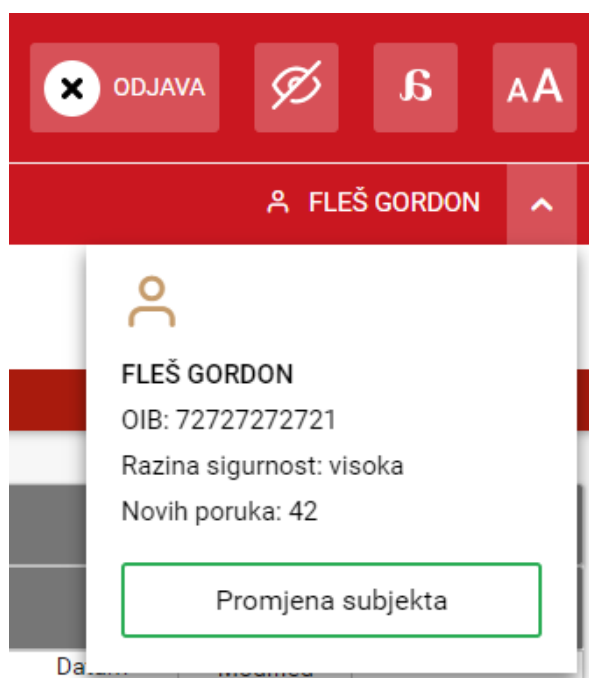 ODJAVA
a
AA
FLEŠ GORDON
FLEŠ GORDON
OIB: 72727272721
Razina sigurnost: visoka
Novih poruka: 42
Promjena subjekta